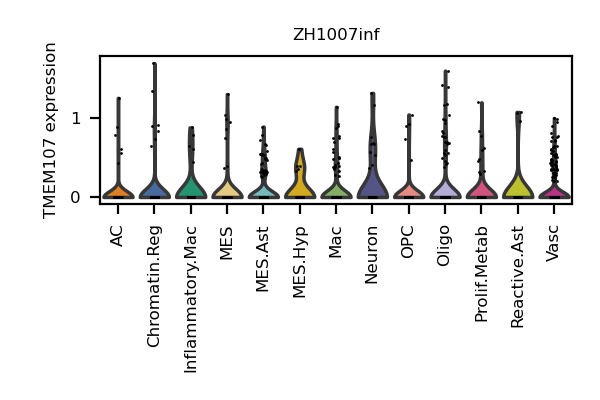 ZH1007inf
TMEM107 expression
1
0
AC
Chromatin.Reg
Inflammatory.Mac
MES
MES.Ast
MES.Hyp
Mac
Neuron
OPC
Oligo
Prolif.Metab
Reactive.Ast
Vasc